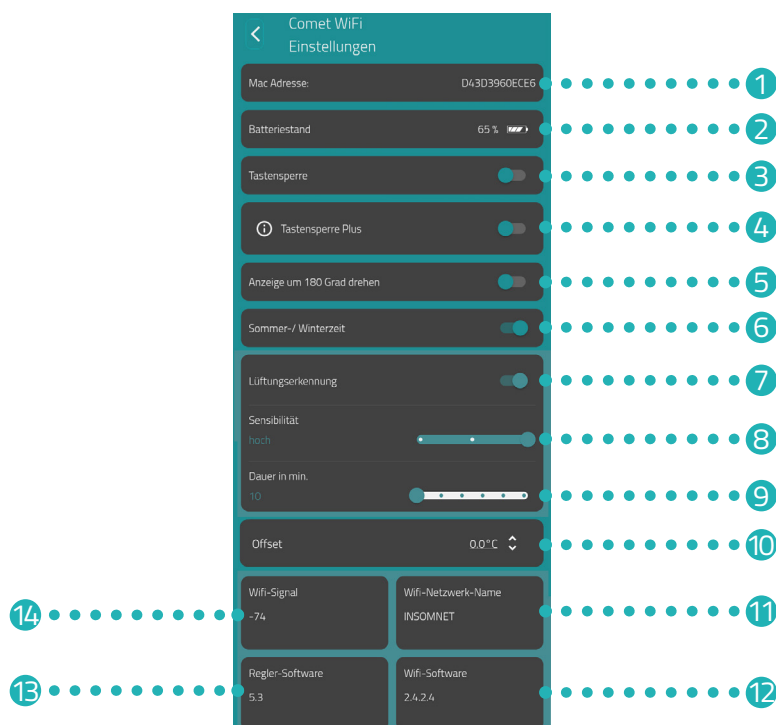 Comet WiFi
Einstellungen
Mac Adresse: D43D3960ECE6 1
Batteriestand 65 % 2
Tastensperre 3
Tastensperre Plus 4
Anzeige um 180 Grad drehen 5
Sommer-/ Winterzeit 6
Lüftungserkennung 7
Sensibilität
hoch 8
Dauer in min.
10 9
Offset 0.0°C 10
Wifi-Signal
14 -74
Wifi-Netzwerk-Name
INSOMNET 11
Regler-Software
13 5.3
Wifi-Software
2.4.2.4 12